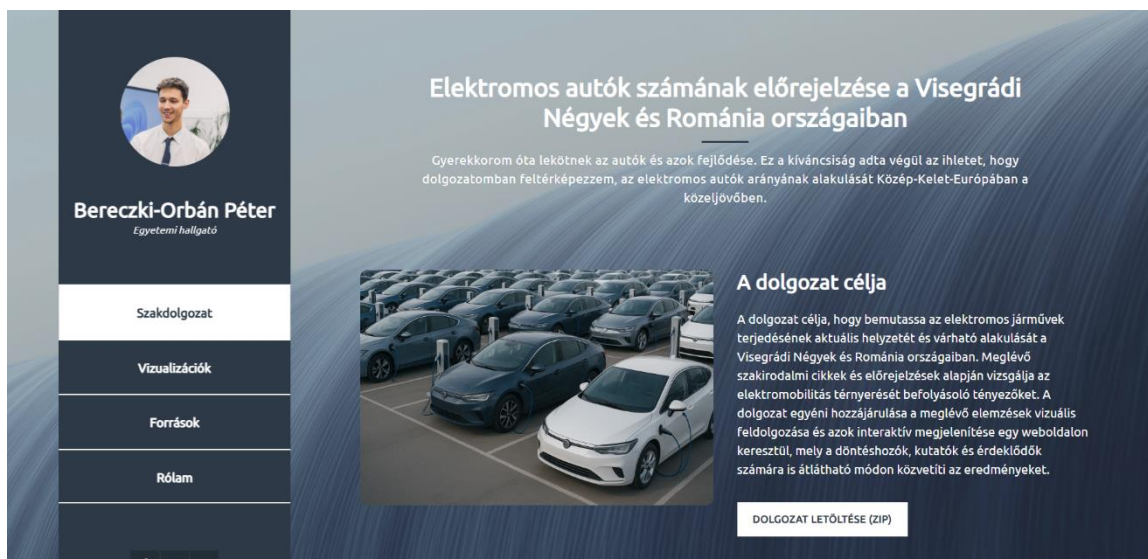 Bereczki-Orbán Péter
Egyetemi hallgató
Szakdolgozat
Vizualizációk
Források
Rólam
Elektromos autók számának előrejelzése a Visegrádi
Négyek és Románia országaiban
Gyerekkorom óta lekötnek az autók és azok fejlődése. Ez a kíváncsiság adta végül az ihletet, hogy
dolgozatomban feltérképezzem, az elektromos autók arányának alakulását Közép-Kelet-Európában a
közeljövőben.
A dolgozat célja
A dolgozat célja, hogy bemutassa az elektromos járművek
terjedésének aktuális helyzetét és várható alakulását a
Visegrádi Négyek és Románia országaiban. Meglévő
szakirodalmi cikkek és előrejelzések alapján vizsgálja az
elektromobilitás térnyerését befolyásoló tényezőket. A
dolgozat egyéni hozzájárulása a meglévő elemzések vizuális
feldolgozása és azok interaktív megjelenítése egy weboldalon
keresztül, mely a döntéshozók, kutatók és érdeklődők
számára is átlátható módon közvetíti az eredményeket.
DOLGOZAT LETÖLTÉSE (ZIP)